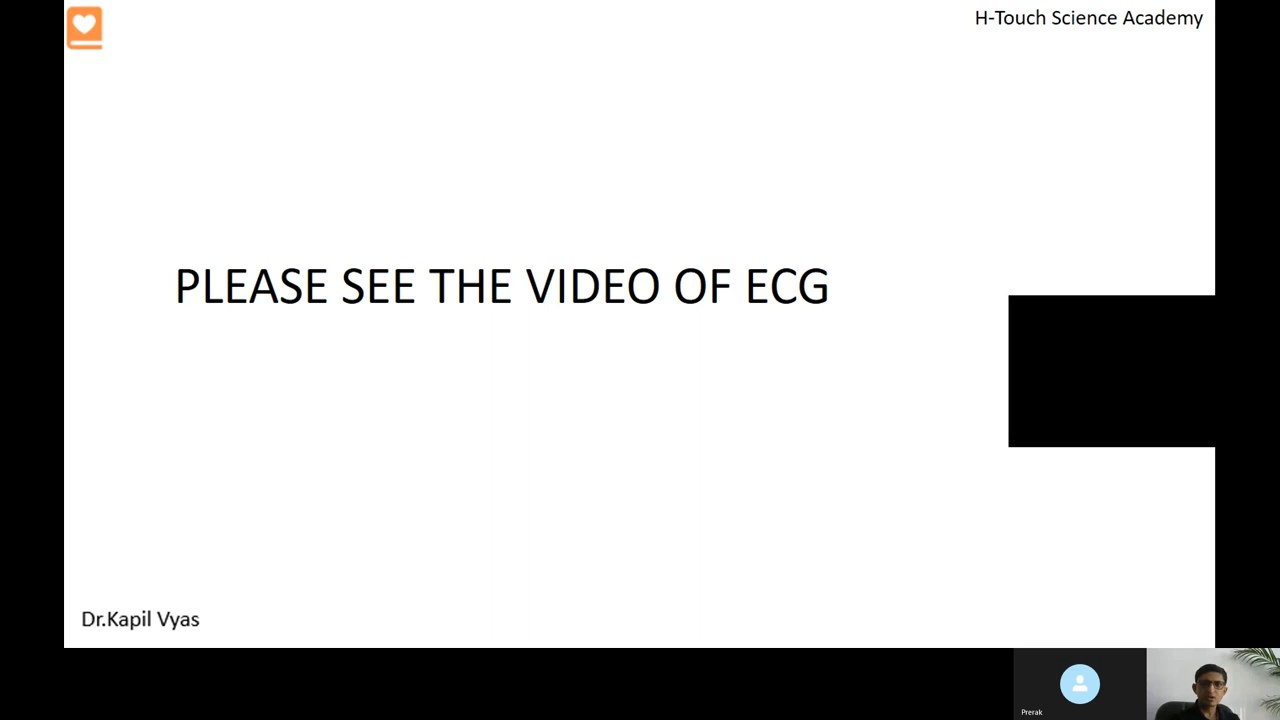 H-Touch Science Academy
PLEASE SEE THE VIDEO OF ECG
Dr.Kapil Vyas
Prerak